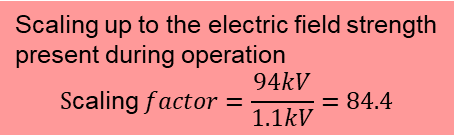 Scaling up to the electric field strength
present during operation
Scaling factor = 94kV / 1.1kV = 84.4